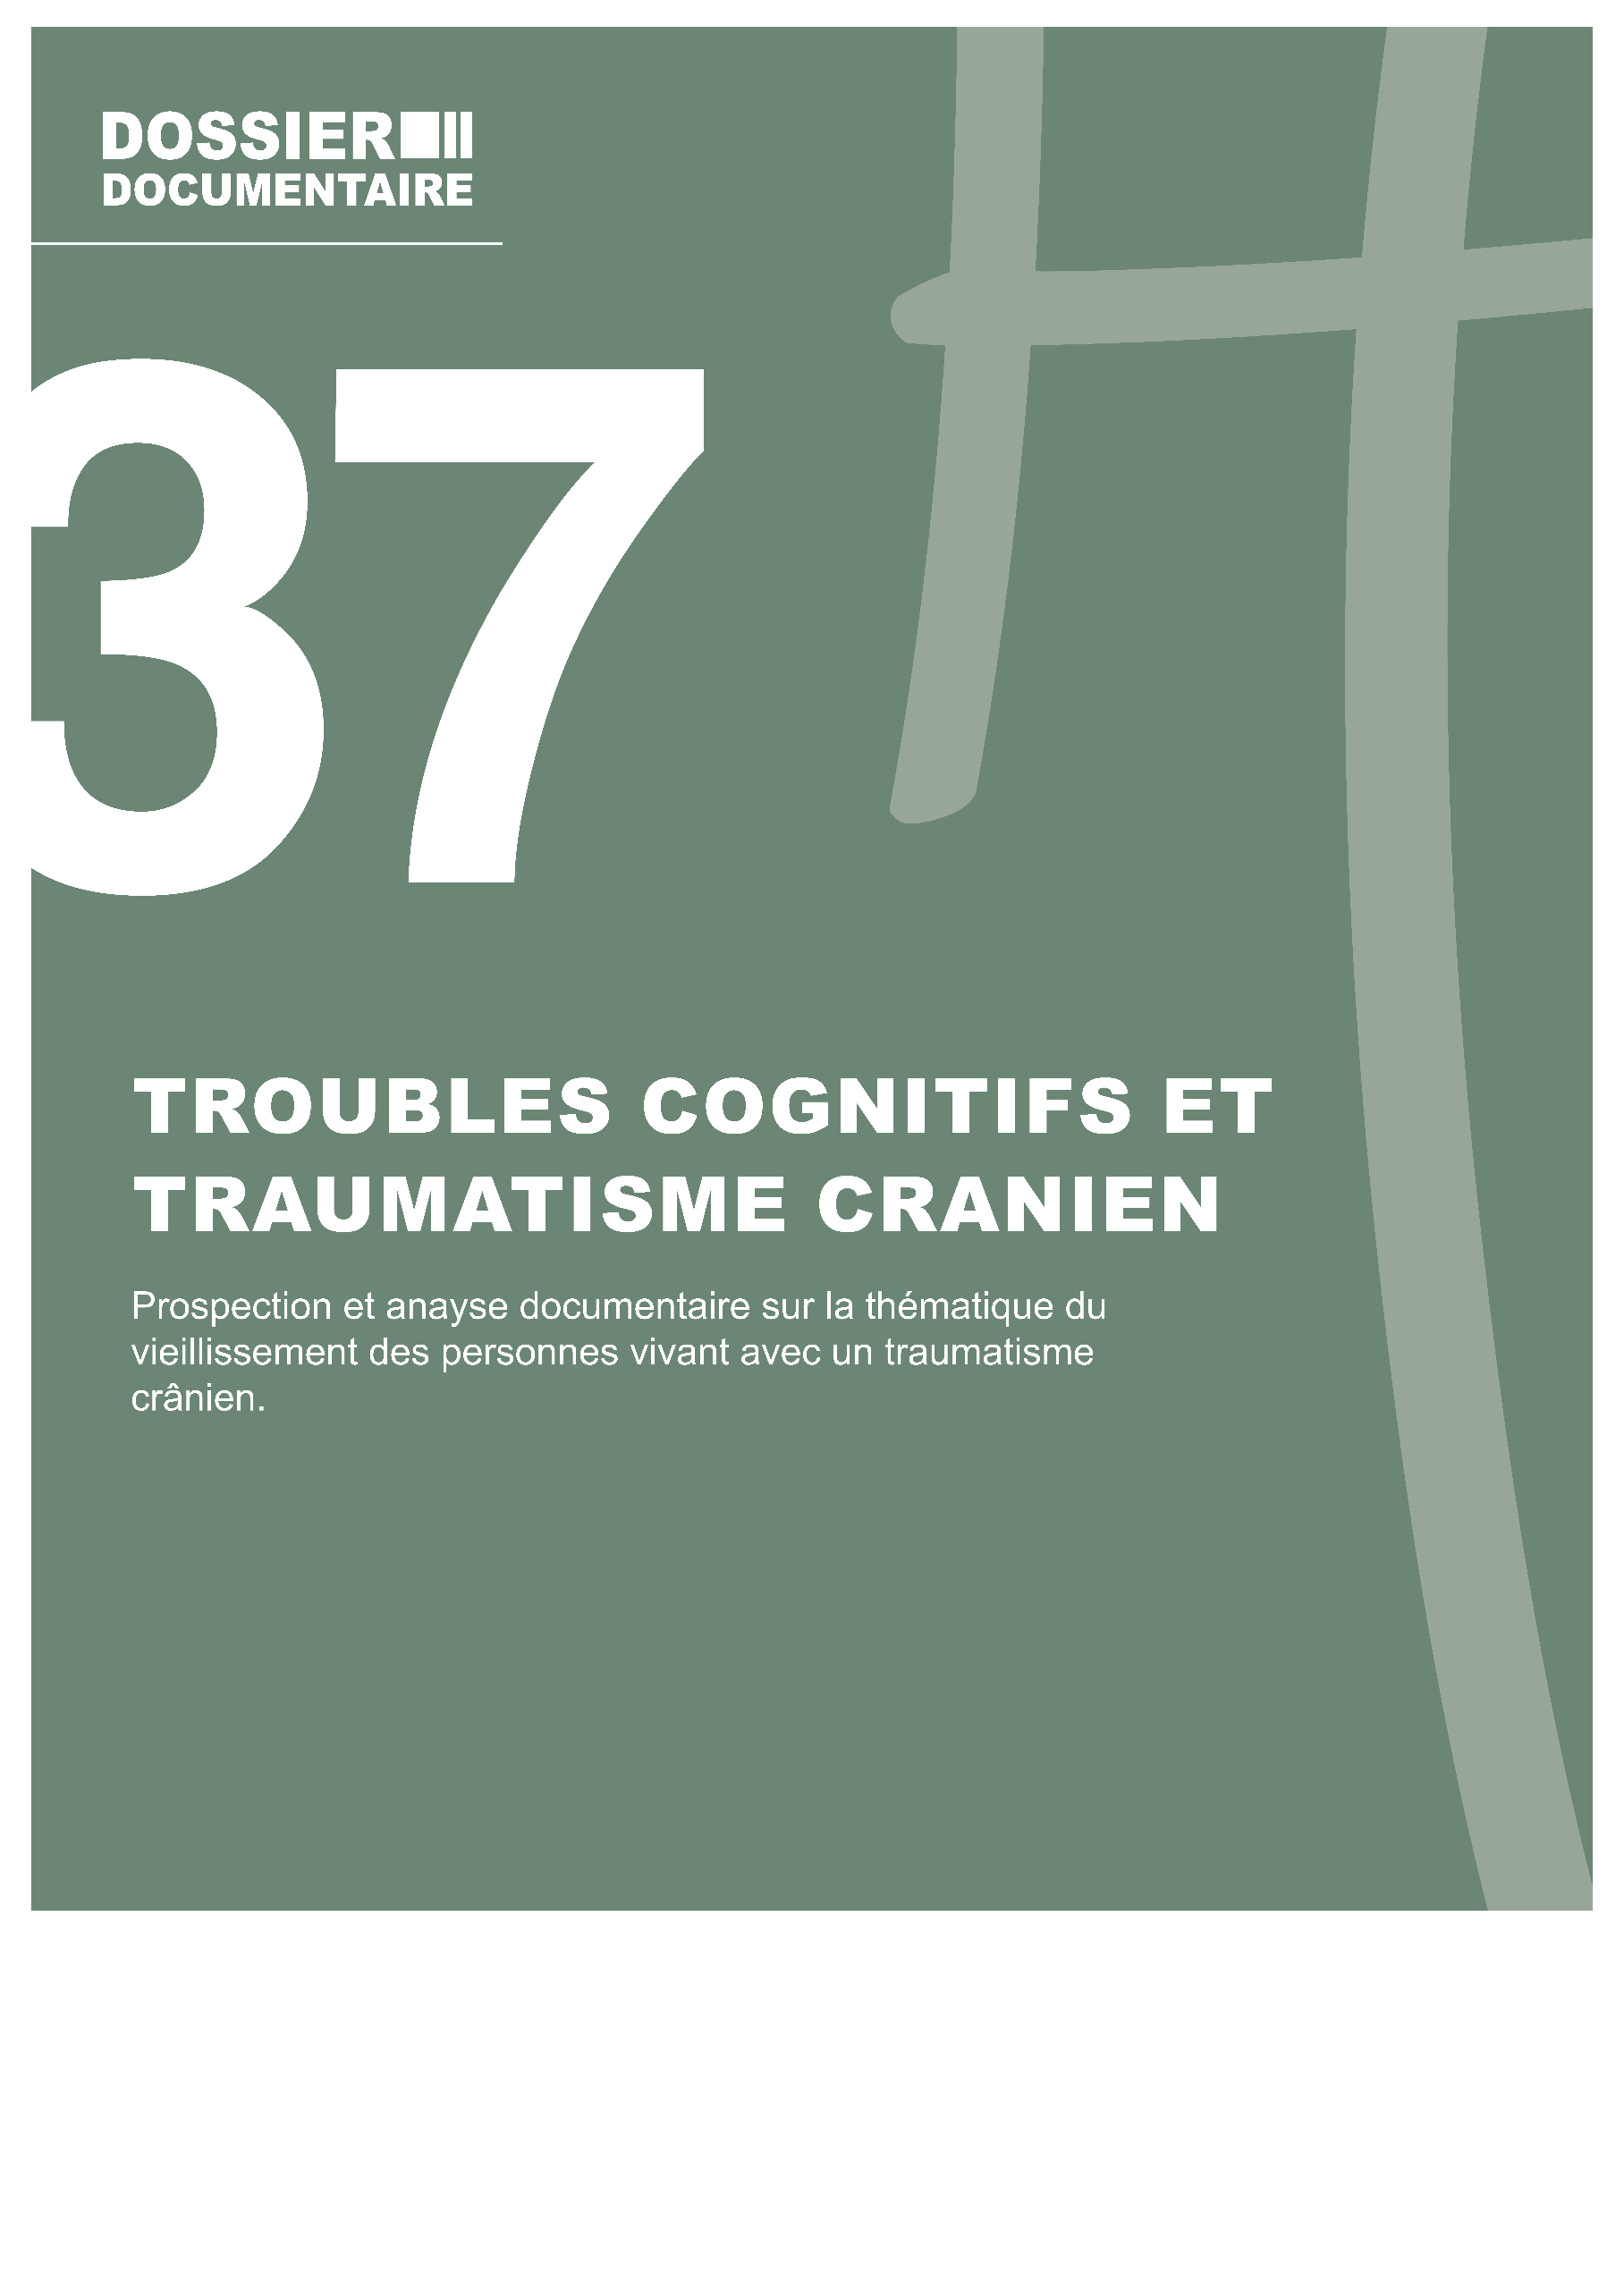 DOSSIER
DOCUMENTAIRE
37
TROUBLES COGNITIFS ET
TRAUMATISME CRANIEN
Prospection et anayse documentaire sur la thématique du
vieillissement des personnes vivant avec un traumatisme
crânien.